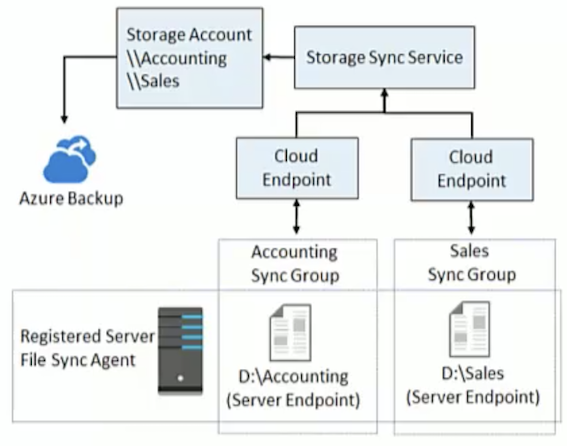 Storage Account
\\Accounting
\\Sales
Storage Sync Service
Azure Backup
Cloud
Endpoint
Cloud
Endpoint
Accounting
Sync Group
Sales
Sync Group
Registered Server
File Sync Agent
D:\Accounting
(Server Endpoint)
D:\Sales
(Server Endpoint)